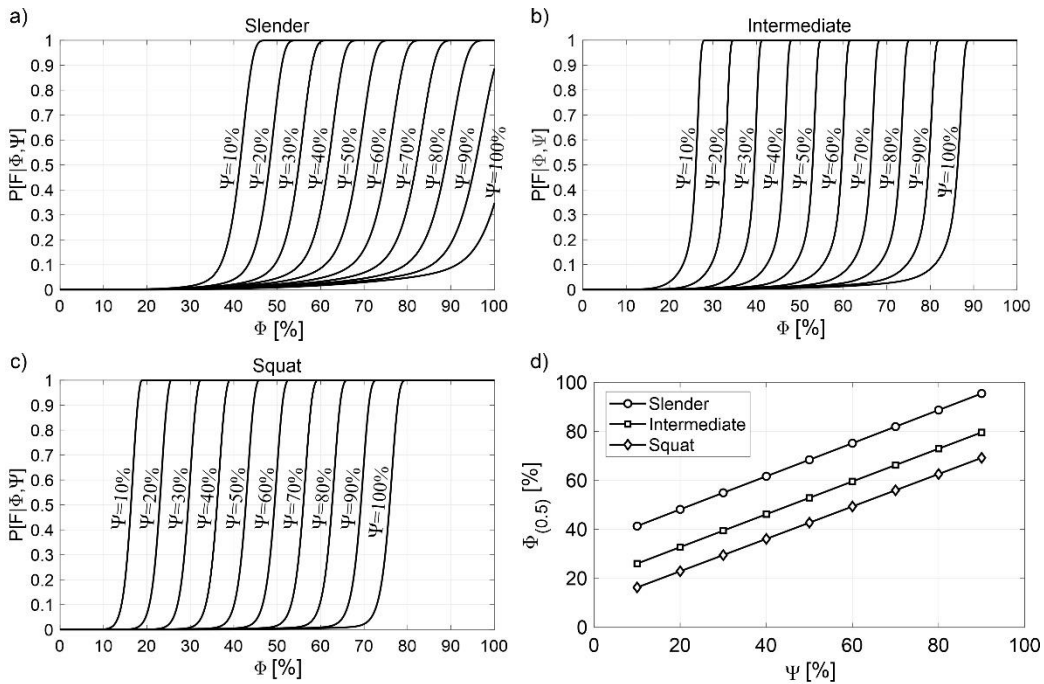 a)
Slender
1
0.9
0.8
0.7
0.6
0.5
0.4
0.3
0.2
0.1
0
P[F|Φ,Ψ]
Ψ=10%
Ψ=20%
Ψ=30%
Ψ=40%
Ψ=50%
Ψ=60%
Ψ=70%
Ψ=80%
Ψ=90%
Ψ=100%
0 10 20 30 40 50 60 70 80 90 100
Φ [%]
b)
Intermediate
1
0.9
0.8
0.7
0.6
0.5
0.4
0.3
0.2
0.1
0
P[F|Φ,Ψ]
Ψ=10%
Ψ=20%
Ψ=30%
Ψ=40%
Ψ=50%
Ψ=60%
Ψ=70%
Ψ=80%
Ψ=90%
Ψ=100%
0 10 20 30 40 50 60 70 80 90 100
Φ [%]
c)
Squat
1
0.9
0.8
0.7
0.6
0.5
0.4
0.3
0.2
0.1
0
P[F|Φ,Ψ]
Ψ=10%
Ψ=20%
Ψ=30%
Ψ=40%
Ψ=50%
Ψ=60%
Ψ=70%
Ψ=80%
Ψ=90%
Ψ=100%
0 10 20 30 40 50 60 70 80 90 100
Φ [%]
d)
100
80
60
40
20
0
Φ(0.5) [%]
Slender
Intermediate
Squat
0 20 40 60 80 100
Ψ [%]